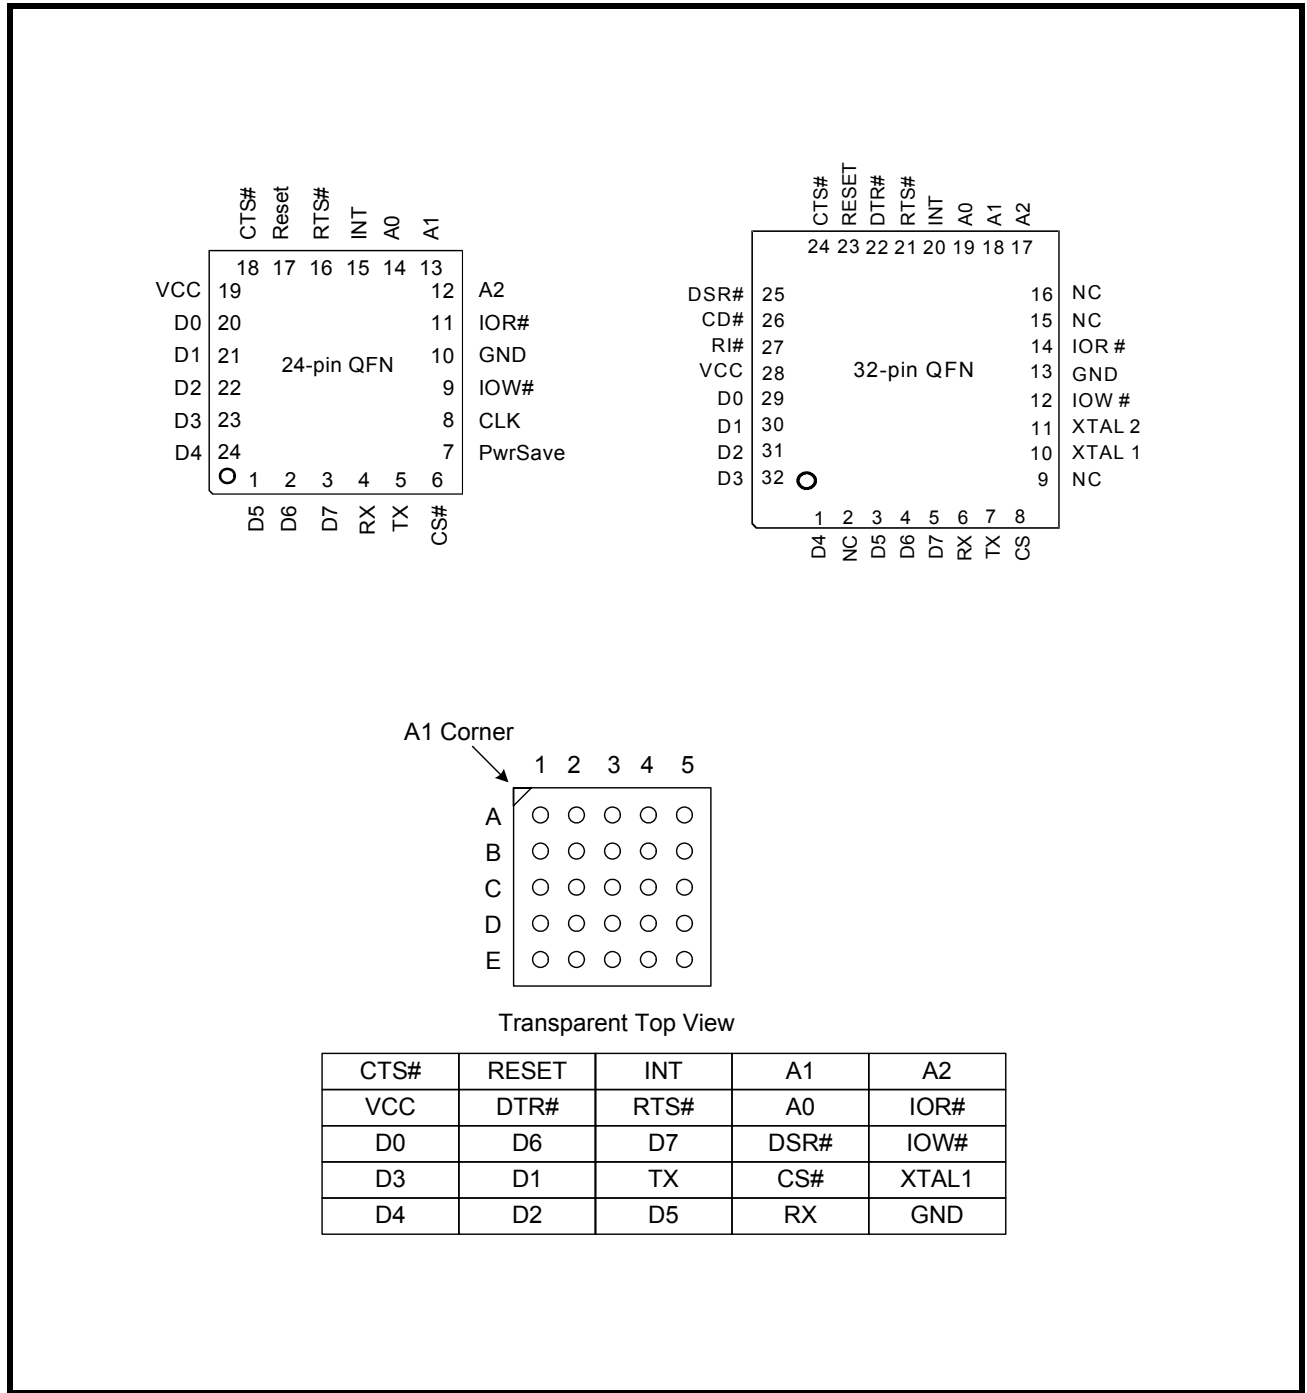 CTS# Reset RTS# INT A0 A1
18 17 16 15 14 13
VCC 19 12 A2
D0 20 11 IOR#
D1 21 10 GND
24-pin QFN
D2 22 9 IOW#
D3 23 8 CLK
D4 24 7 PwrSave
1 2 3 4 5 6
D5 D6 D7 RX TX CS#
CTS# RESET DTR# RTS# INT A0 A1 A2
24 23 22 21 20 19 18 17
DSR# 25 16 NC
CD# 26 15 NC
RI# 27 14 IOR #
VCC 28 13 GND
32-pin QFN
D0 29 12 IOW #
D1 30 11 XTAL 2
D2 31 10 XTAL 1
D3 32 9 NC
1 2 3 4 5 6 7 8
D4 NC D5 D6 D7 RX TX CS
A1 Corner
1 2 3 4 5
A
B
C
D
E
Transparent Top View
CTS# RESET INT A1 A2
VCC DTR# RTS# A0 IOR#
D0 D6 D7 DSR# IOW#
D3 D1 TX CS# XTAL1
D4 D2 D5 RX GND